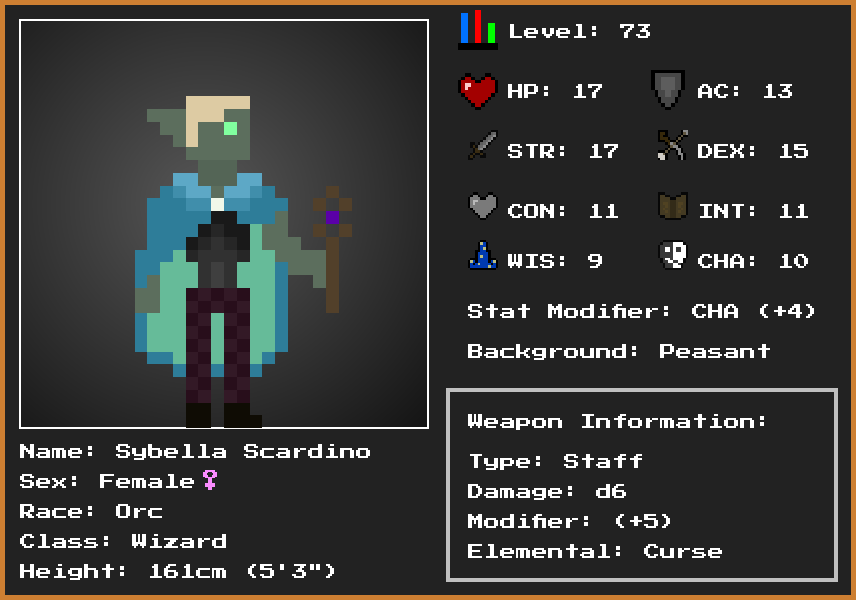 Level: 73
HP: 17 AC: 13
STR: 17 DEX: 15
CON: 11 INT: 11
WIS: 9 CHA: 10
Stat Modifier: CHA (+4)
Background: Peasant
Weapon Information:
Type: Staff
Damage: d6
Modifier: (+5)
Elemental: Curse
Name: Sybella Scardino
Sex: Female♀
Race: Orc
Class: Wizard
Height: 161cm (5'3")